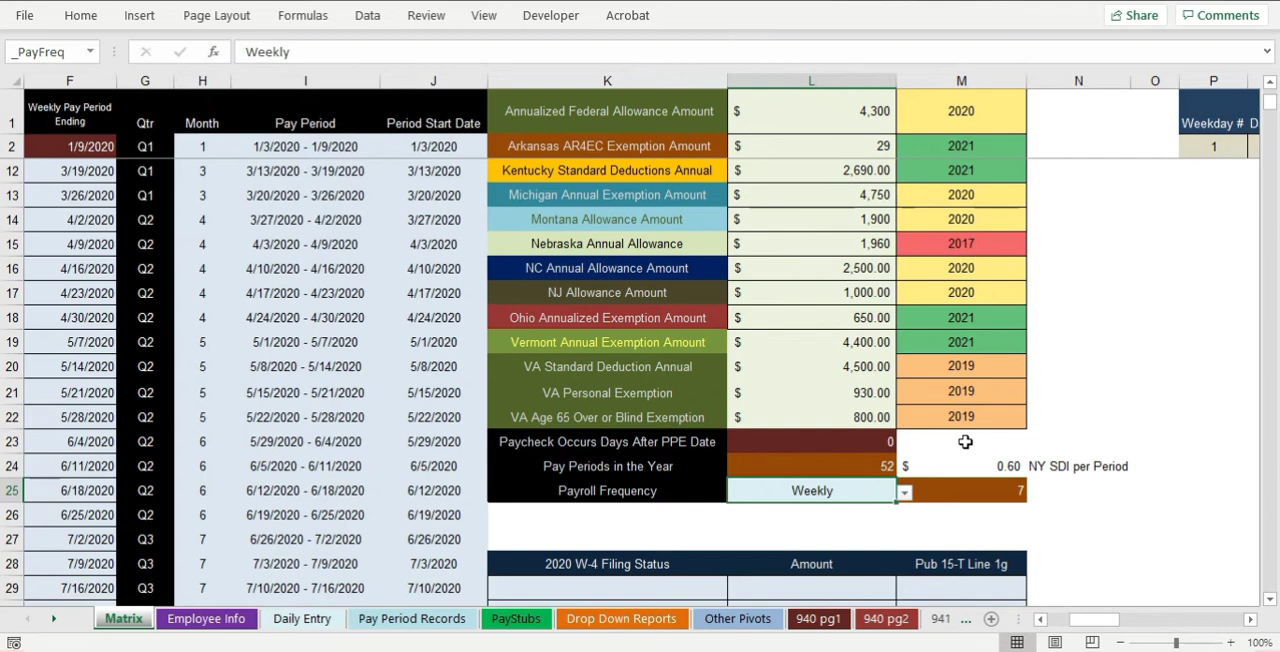 File Home Insert Page Layout Formulas Data Review View Developer Acrobat Share Comments
_PayFreq fx Weekly
F G H I J K L M N O P
1 Weekly Pay Period Ending Qtr Month Pay Period Period Start Date Annualized Federal Allowance Amount $ 4,300 2020 Weekday # D
2 1/9/2020 Q1 1 1/3/2020 - 1/9/2020 1/3/2020 Arkansas AR4EC Exemption Amount $ 29 2021 1
12 3/19/2020 Q1 3 3/13/2020 - 3/19/2020 3/13/2020 Kentucky Standard Deductions Annual $ 2,690.00 2021
13 3/26/2020 Q1 3 3/20/2020 - 3/26/2020 3/20/2020 Michigan Annual Exemption Amount $ 4,750 2020
14 4/2/2020 Q2 4 3/27/2020 - 4/2/2020 3/27/2020 Montana Allowance Amount $ 1,900 2020
15 4/9/2020 Q2 4 4/3/2020 - 4/9/2020 4/3/2020 Nebraska Annual Allowance $ 1,960 2017
16 4/16/2020 Q2 4 4/10/2020 - 4/16/2020 4/10/2020 NC Annual Allowance Amount $ 2,500.00 2020
17 4/23/2020 Q2 4 4/17/2020 - 4/23/2020 4/17/2020 NJ Allowance Amount $ 1,000.00 2020
18 4/30/2020 Q2 4 4/24/2020 - 4/30/2020 4/24/2020 Ohio Annualized Exemption Amount $ 650.00 2021
19 5/7/2020 Q2 5 5/1/2020 - 5/7/2020 5/1/2020 Vermont Annual Exemption Amount $ 4,400.00 2021
20 5/14/2020 Q2 5 5/8/2020 - 5/14/2020 5/8/2020 VA Standard Deduction Annual $ 4,500.00 2019
21 5/21/2020 Q2 5 5/15/2020 - 5/21/2020 5/15/2020 VA Personal Exemption $ 930.00 2019
22 5/28/2020 Q2 5 5/22/2020 - 5/28/2020 5/22/2020 VA Age 65 Over or Blind Exemption $ 800.00 2019
23 6/4/2020 Q2 6 5/29/2020 - 6/4/2020 5/29/2020 Paycheck Occurs Days After PPE Date 0
24 6/11/2020 Q2 6 6/5/2020 - 6/11/2020 6/5/2020 Pay Periods in the Year 52 $ 0.60 NY SDI per Period
25 6/18/2020 Q2 6 6/12/2020 - 6/18/2020 6/12/2020 Payroll Frequency Weekly 7
26 6/25/2020 Q2 6 6/19/2020 - 6/25/2020 6/19/2020
27 7/2/2020 Q3 7 6/26/2020 - 7/2/2020 6/26/2020
28 7/9/2020 Q3 7 7/3/2020 - 7/9/2020 7/3/2020 2020 W-4 Filing Status Amount Pub 15-T Line 1g
29 7/16/2020 Q3 7 7/10/2020 - 7/16/2020 7/10/2020
Matrix Employee Info Daily Entry Pay Period Records PayStubs Drop Down Reports Other Pivots 940 pg1 940 pg2 941 ...
100%